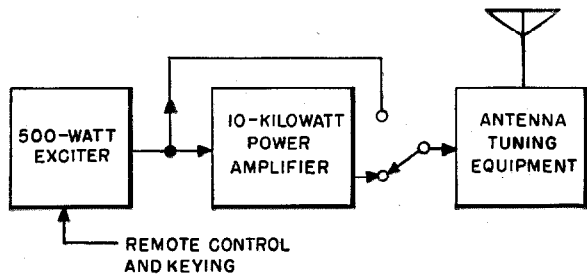 500-WATT
EXCITER
10-KILOWATT
POWER
AMPLIFIER
ANTENNA
TUNING
EQUIPMENT
REMOTE CONTROL
AND KEYING